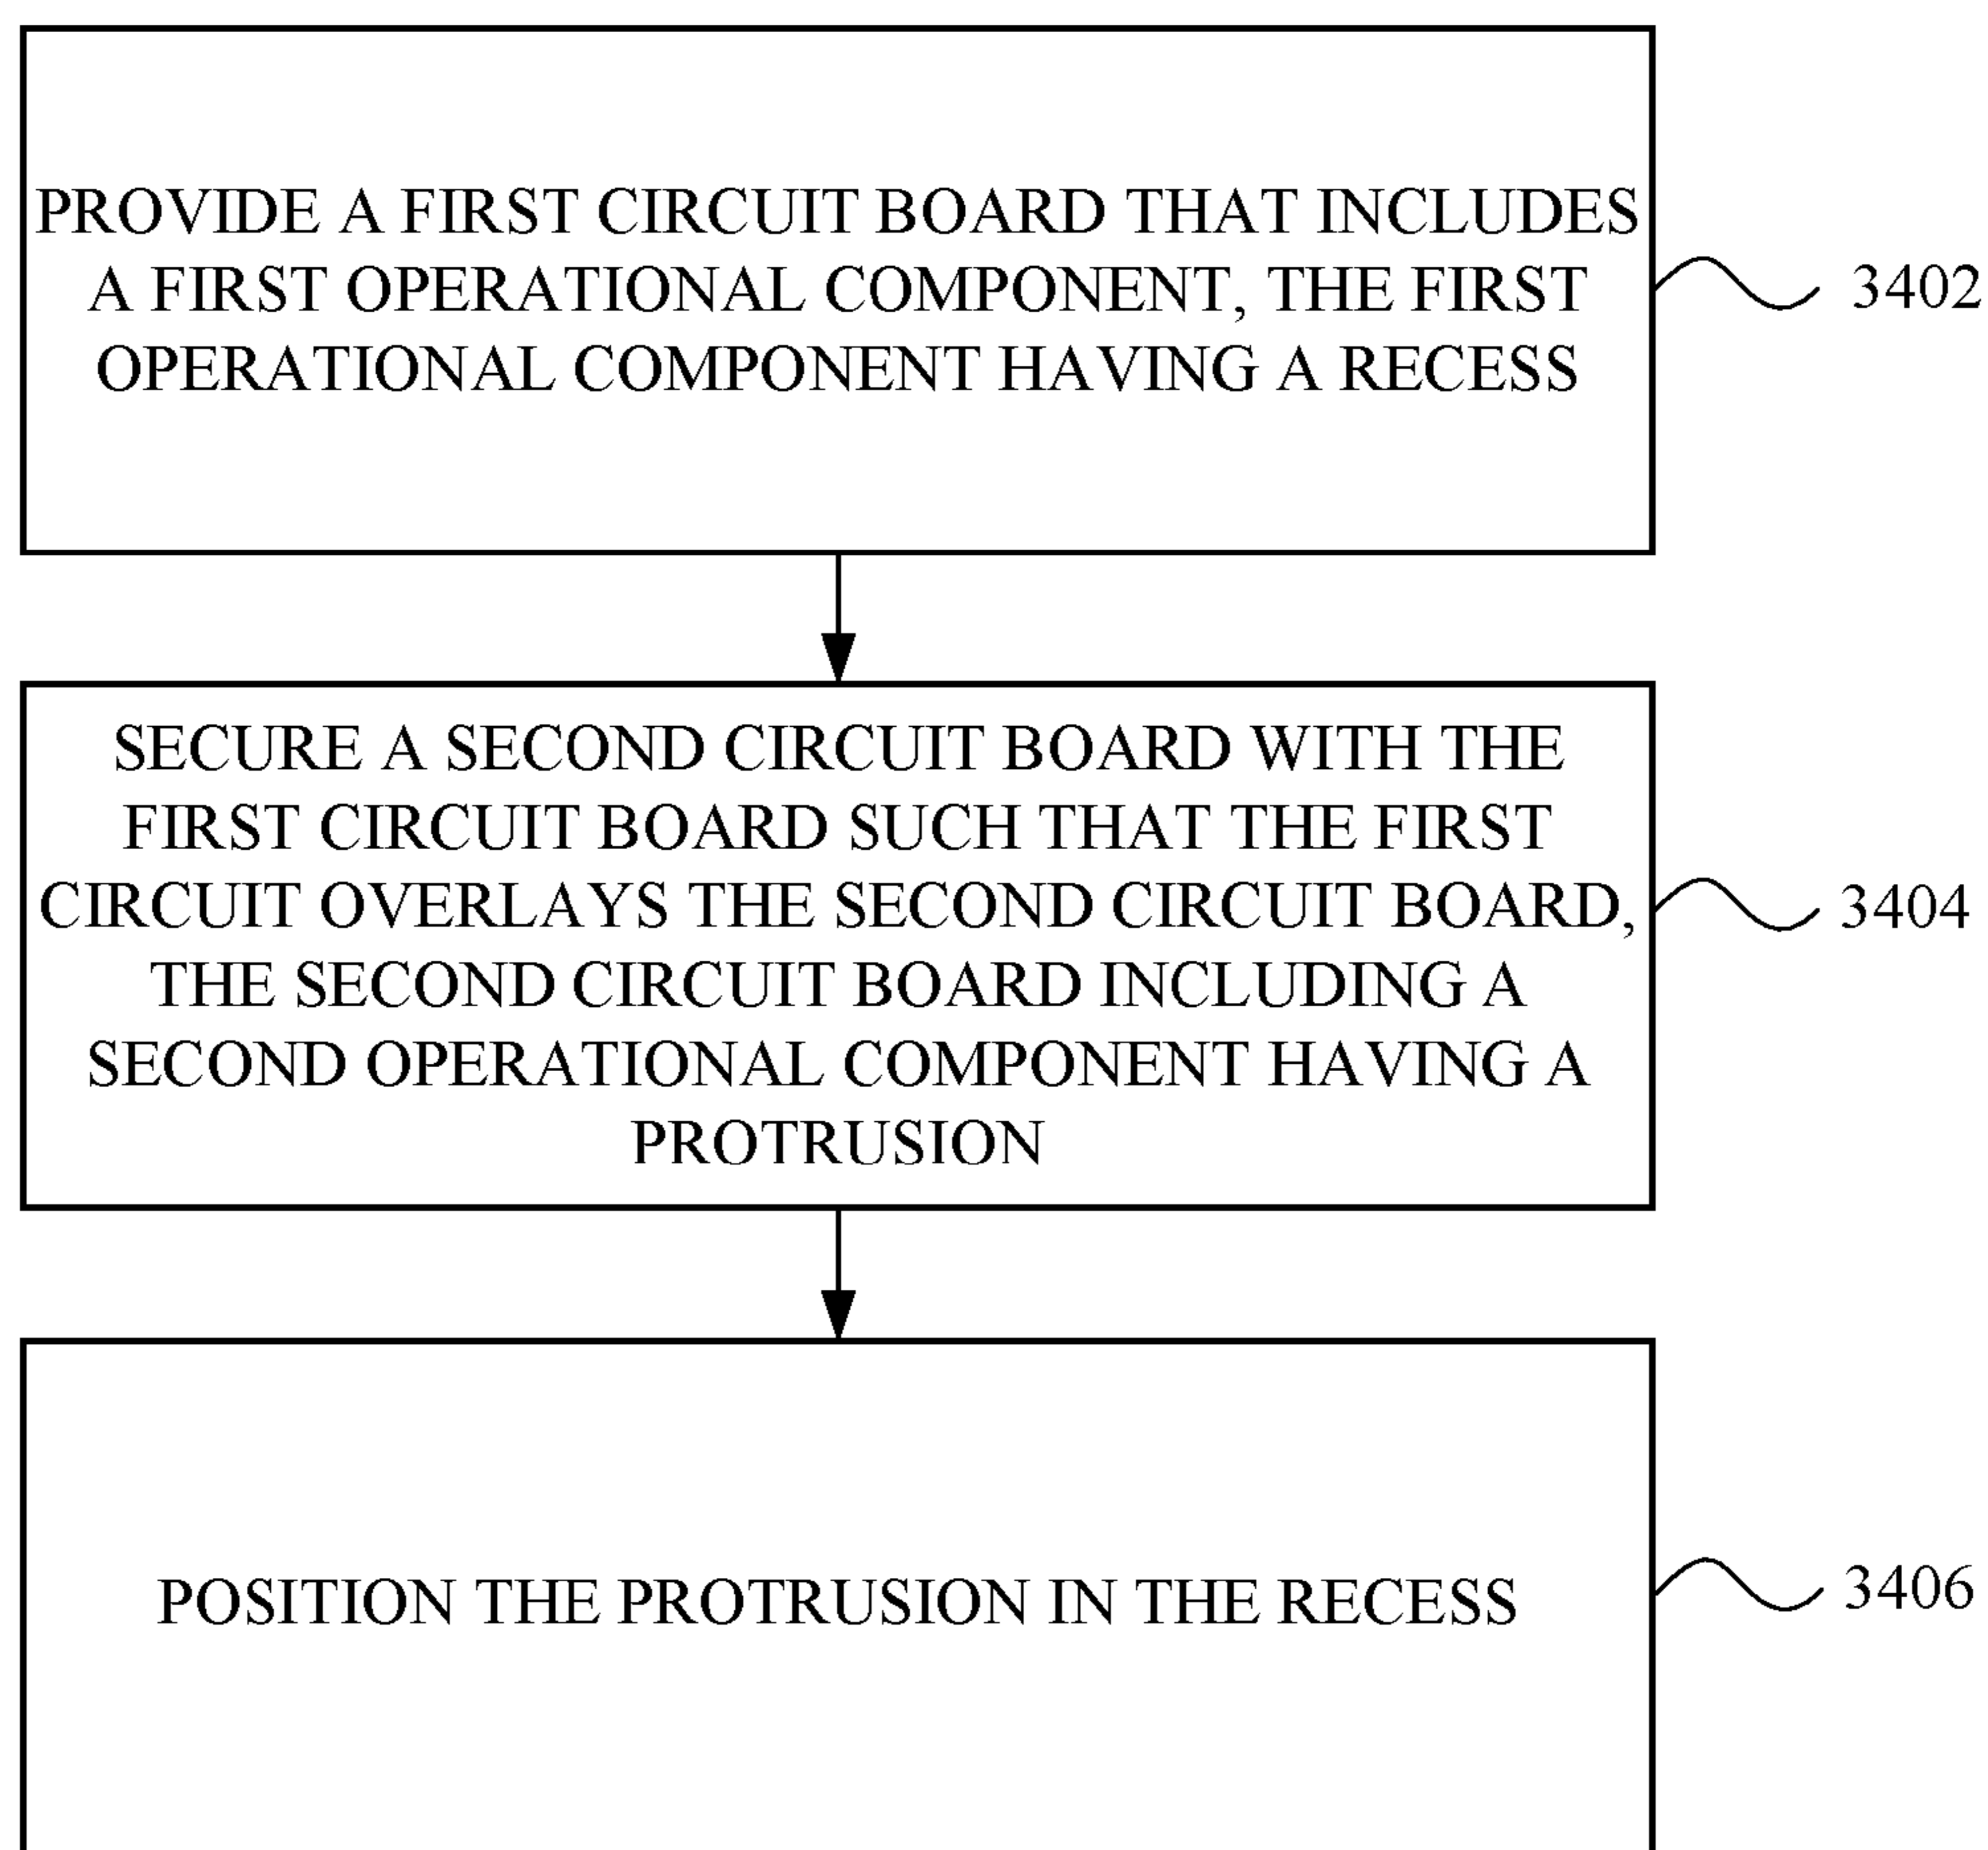 PROVIDE A FIRST CIRCUIT BOARD THAT INCLUDES
A FIRST OPERATIONAL COMPONENT, THE FIRST
OPERATIONAL COMPONENT HAVING A RECESS
3402
SECURE A SECOND CIRCUIT BOARD WITH THE
FIRST CIRCUIT BOARD SUCH THAT THE FIRST
CIRCUIT OVERLAYS THE SECOND CIRCUIT BOARD,
THE SECOND CIRCUIT BOARD INCLUDING A
SECOND OPERATIONAL COMPONENT HAVING A
PROTRUSION
3404
POSITION THE PROTRUSION IN THE RECESS
3406